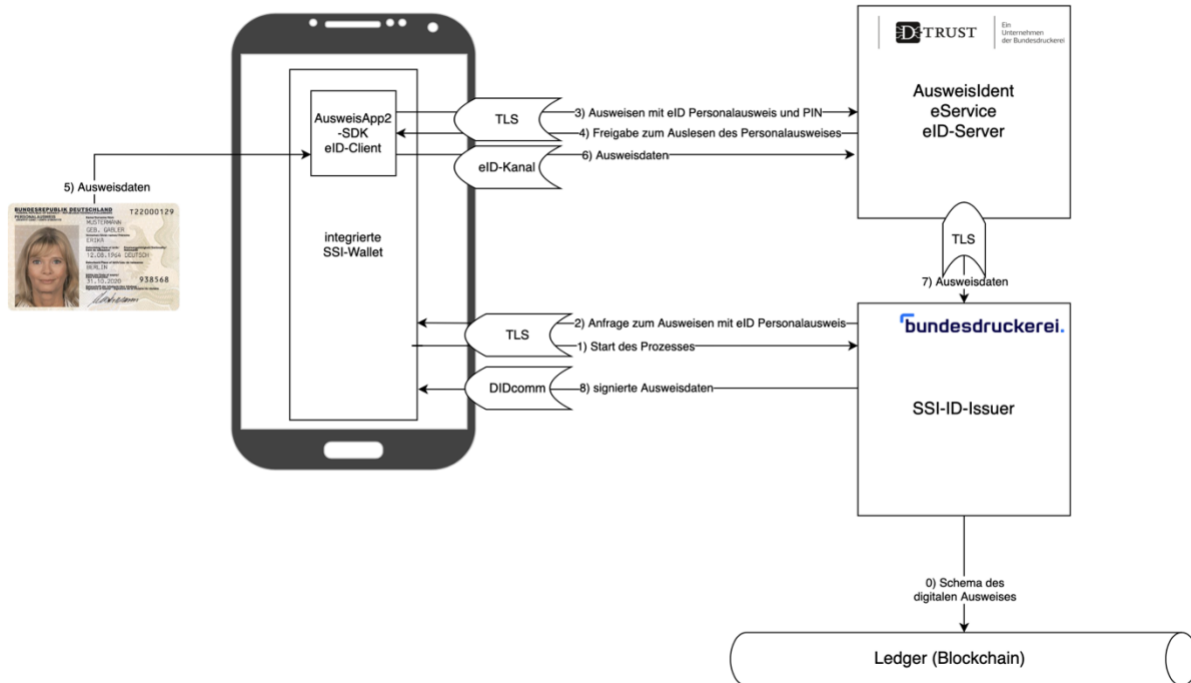 D-TRUST
Ein
Unternehmen
der Bundesdruckerei
AusweisIdent
eService
eID-Server
AusweisApp2
-SDK
eID-Client
TLS
3) Ausweisen mit eID Personalausweis und PIN
4) Freigabe zum Auslesen des Personalausweises
eID-Kanal
6) Ausweisdaten
5) Ausweisdaten
BUNDESREPUBLIK DEUTSCHLAND
T22000129
MUSTERMANN
GEB. GABLER
ERIKA
12.08.1964 DEUTSCH
BERLIN
31.10.2020
938568
integrierte
SSI-Wallet
TLS
7) Ausweisdaten
TLS
2) Anfrage zum Ausweisen mit eID Personalausweis
1) Start des Prozesses
bundesdruckerei.
DIDcomm
8) signierte Ausweisdaten
SSI-ID-Issuer
0) Schema des
digitalen Ausweises
Ledger (Blockchain)